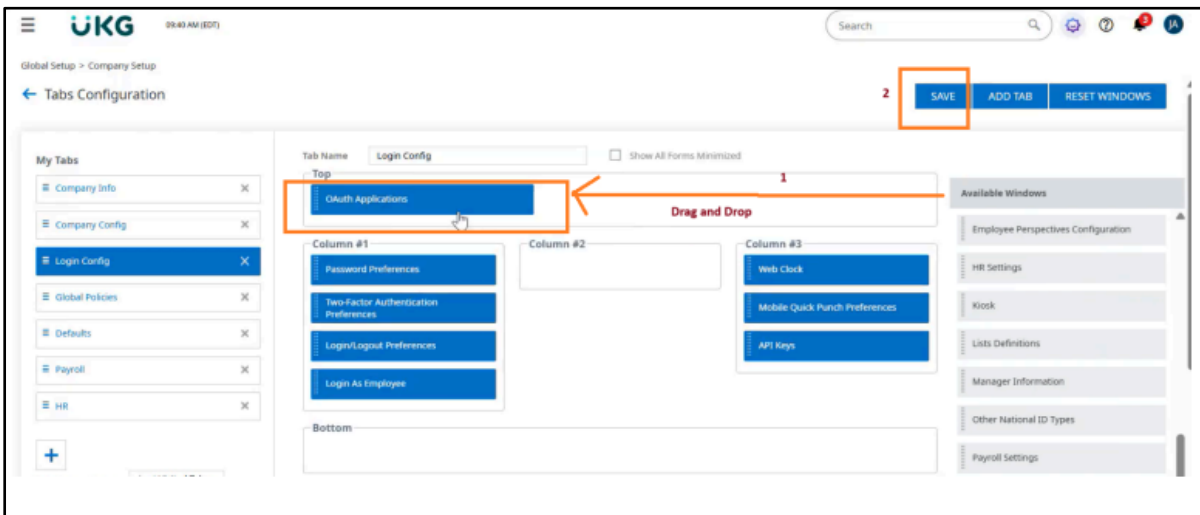 UKG
09:40 AM (EDT)
Search
3
JA
Global Setup > Company Setup
Tabs Configuration
2
SAVE
ADD TAB
RESET WINDOWS
My Tabs
Company Info
Company Config
Login Config
Global Policies
Defaults
Payroll
HR
Tab Name
Login Config
Show All Forms Minimized
Top
OAuth Applications
1
Drag and Drop
Column #1
Password Preferences
Two-Factor Authentication
Preferences
Login/Logout Preferences
Login As Employee
Column #2
Column #3
Web Clock
Mobile Quick Punch Preferences
API Keys
Bottom
Available Windows
Employee Perspectives Configuration
HR Settings
Kiosk
Lists Definitions
Manager Information
Other National ID Types
Payroll Settings